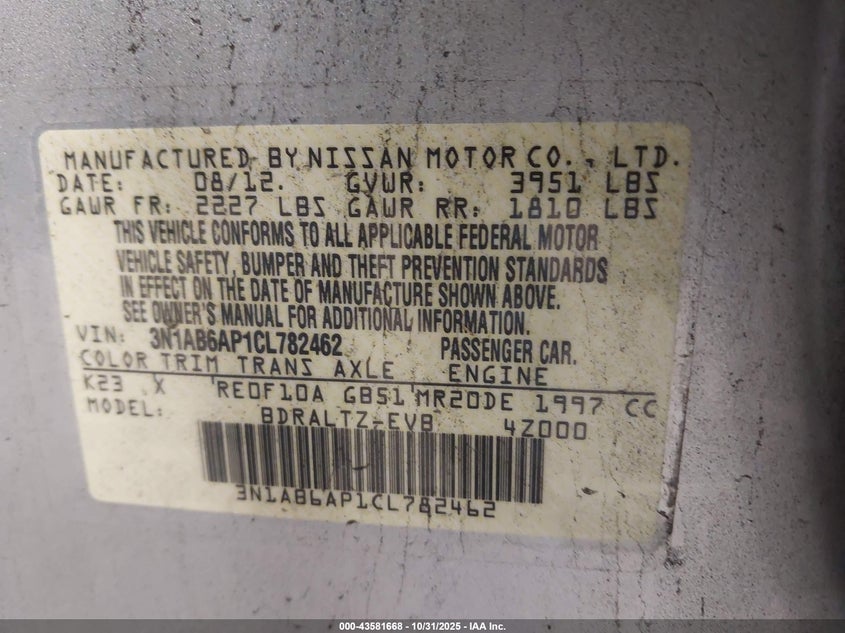 MANUFACTURED BY NISSAN MOTOR CO., LTD.
DATE: 08/12. GVWR: 3951 LBS
GAWR FR: 2227 LBS GAWR RR: 1810 LBS
THIS VEHICLE CONFORMS TO ALL APPLICABLE FEDERAL MOTOR
VEHICLE SAFETY, BUMPER AND THEFT PREVENTION STANDARDS
IN EFFECT ON THE DATE OF MANUFACTURE SHOWN ABOVE.
SEE OWNER'S MANUAL FOR ADDITIONAL INFORMATION.
VIN: 3N1AB6AP1CL782462 PASSENGER CAR.
COLOR TRIM TRANS AXLE ENGINE
K23 X RE0F10A GB51 MR20DE 1997 CC
MODEL: BDRALTZ-EVB 4Z000
3N1AB6AP1CL782462
000-43581668 - 10/31/2025 - IAA Inc.